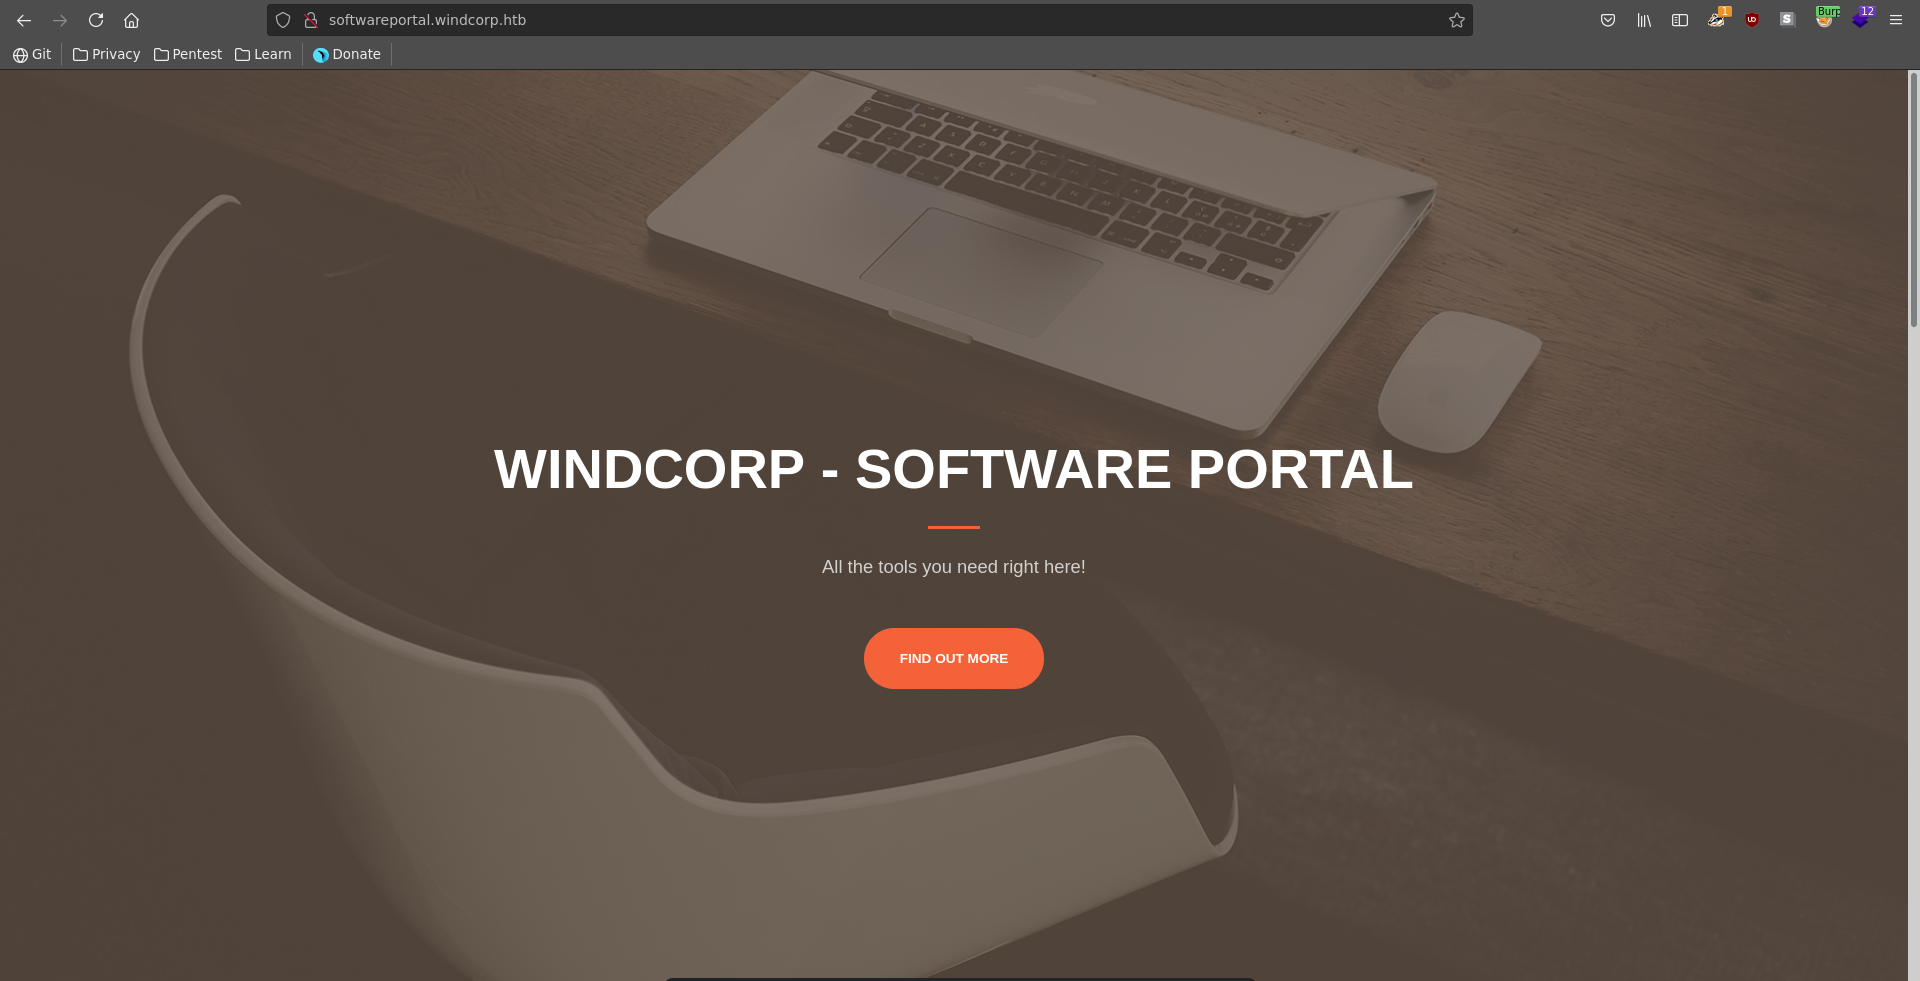 softwareportal.windcorp.htb
1
UD
S
Burp
12
Git
Privacy
Pentest
Learn
Donate
WINDCORP - SOFTWARE PORTAL
All the tools you need right here!
FIND OUT MORE